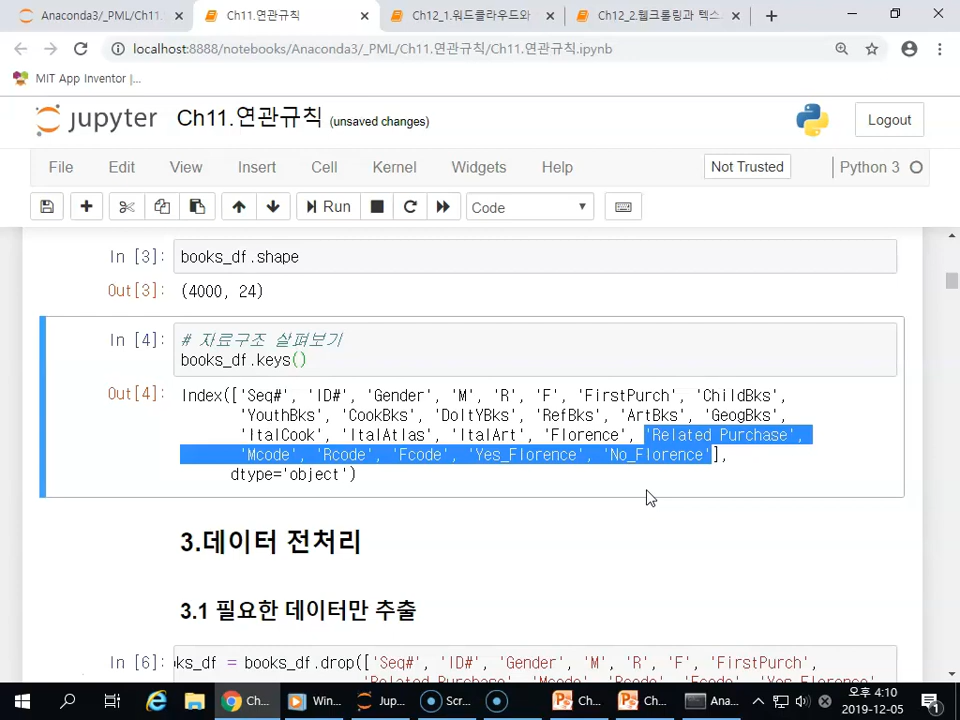 Anaconda3/_PML/Ch11.
Ch11.연관규칙
Ch12_1.워드클라우드와
Ch12_2.웹크롤링과 텍스
localhost:8888/notebooks/Anaconda3/_PML/Ch11.연관규칙/Ch11.연관규칙.ipynb
MIT App Inventor |...
jupyter Ch11.연관규칙 (unsaved changes)
Logout
File Edit View Insert Cell Kernel Widgets Help
Not Trusted
Python 3
Run
Code
In [3]: books_df.shape
Out[3]: (4000, 24)
In [4]: # 자료구조 살펴보기
books_df.keys()
Out[4]: Index(['Seq#', 'ID#', 'Gender', 'M', 'R', 'F', 'FirstPurch', 'ChildBks',
'YouthBks', 'CookBks', 'DoItYBks', 'RefBks', 'ArtBks', 'GeogBks',
'ItalCook', 'ItalAtlas', 'ItalArt', 'Florence', 'Related Purchase',
'Mcode', 'Rcode', 'Fcode', 'Yes_Florence', 'No_Florence'],
dtype='object')
3.데이터 전처리
3.1 필요한 데이터만 추출
In [6]: ks_df = books_df.drop(['Seq#', 'ID#', 'Gender', 'M', 'R', 'F', 'FirstPurch',
'Related Purchase', 'Mcode', 'Rcode', 'Fcode', 'Yes_Florence',
Ch...
Win...
Jup...
Scr...
Ch...
Ch...
Ana...
오후 4:10
2019-12-05
1